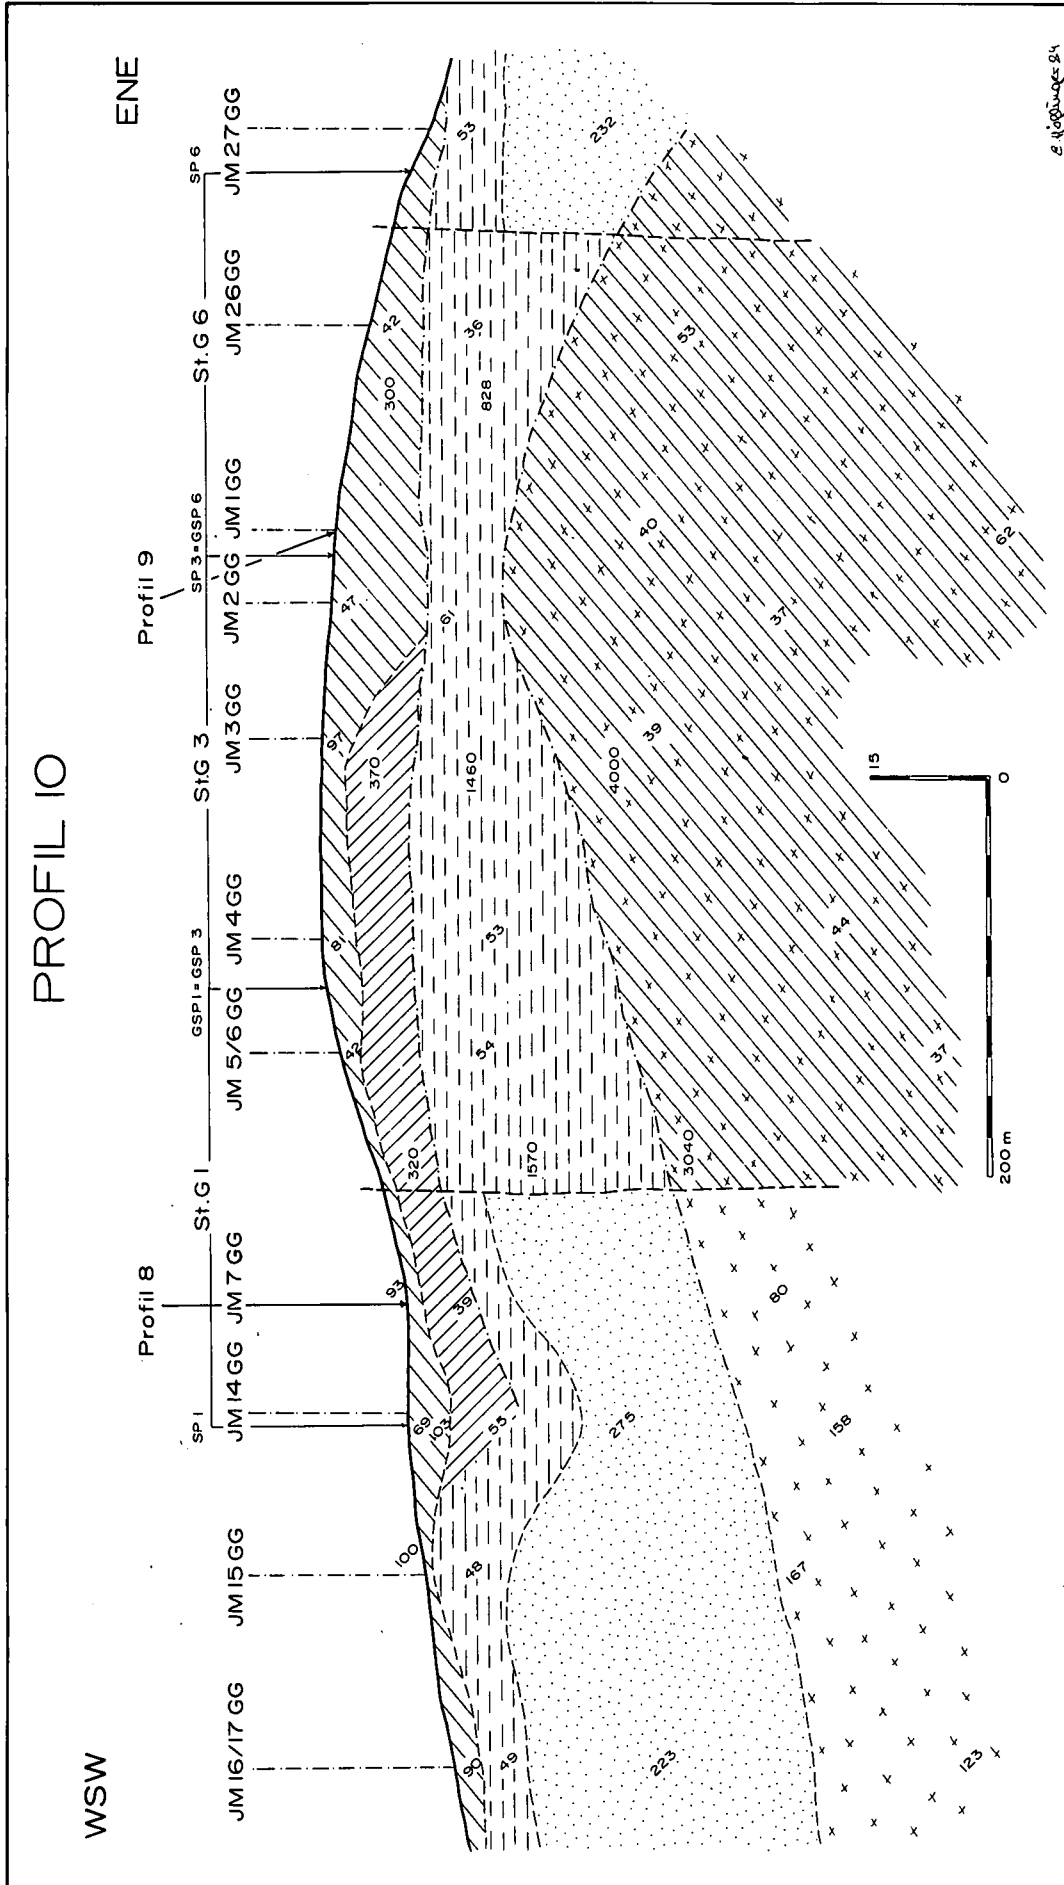 PROFIL 10
WSW
ENE
Profil 8
Profil 9
SP 1
GSP1=GSP 3
SP 3=GSP 6
SP 6
St.G 1
St.G 3
St.G 6
JM 16/17 GG
JM 15 GG
JM 14 GG
JM 7 GG
JM 5/6 GG
JM 4 GG
JM 3 GG
JM 2 GG
JM 1 GG
JM 26 GG
JM 27 GG
90
100
69
103
93
42
81
97
47
42
300
370
320
39
55
48
49
53
36
828
61
1460
53
54
1570
232
275
223
53
40
37
62
39
4000
44
37
3040
80
158
167
123
15
0
200 m